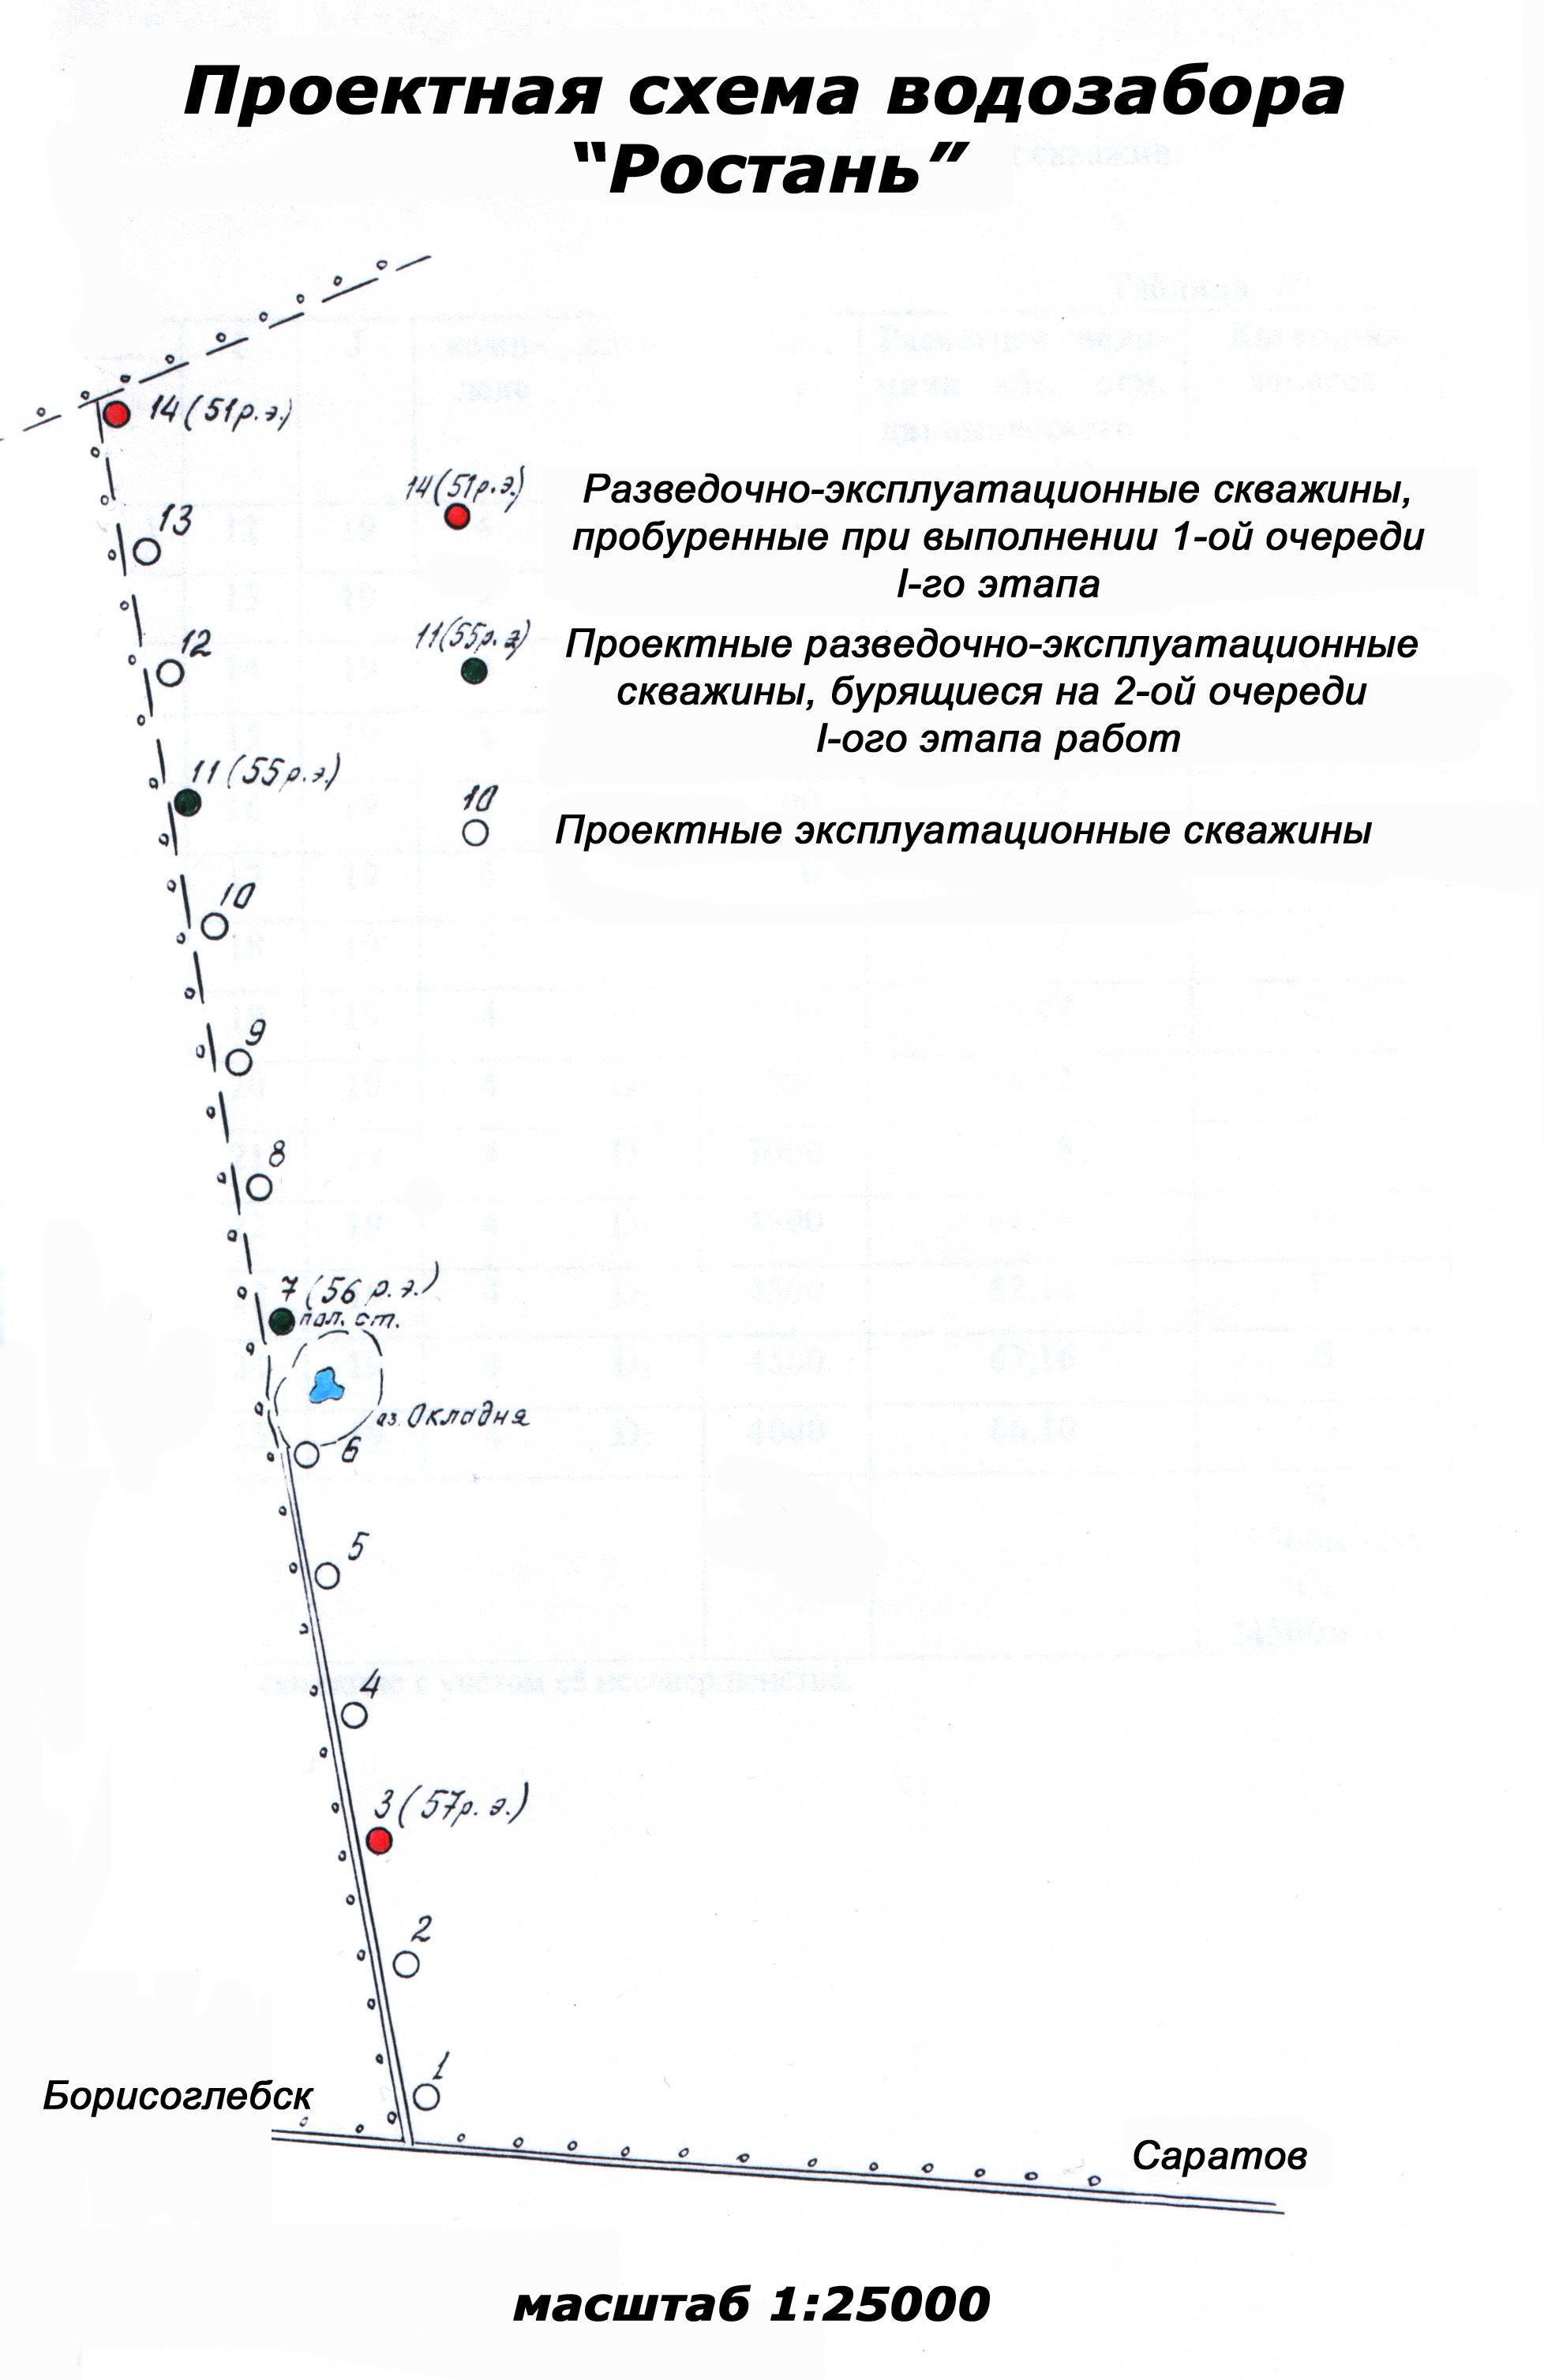 Проектная схема водозабора
“Ростань”
14 (51р.э.)
14 (51р.э.)
Разведочно-эксплуатационные скважины,
пробуренные при выполнении 1-ой очереди
I-го этапа
13
12
11 (55р.э)
Проектные разведочно-эксплуатационные
скважины, бурящиеся на 2-ой очереди
I-ого этапа работ
11 (55р.э.)
10
Проектные эксплуатационные скважины
10
9
8
7 (56 р.э.)
пол. ст.
оз. Окладня
6
5
4
3 (57р.э.)
2
1
Борисоглебск
Саратов
масштаб 1:25000